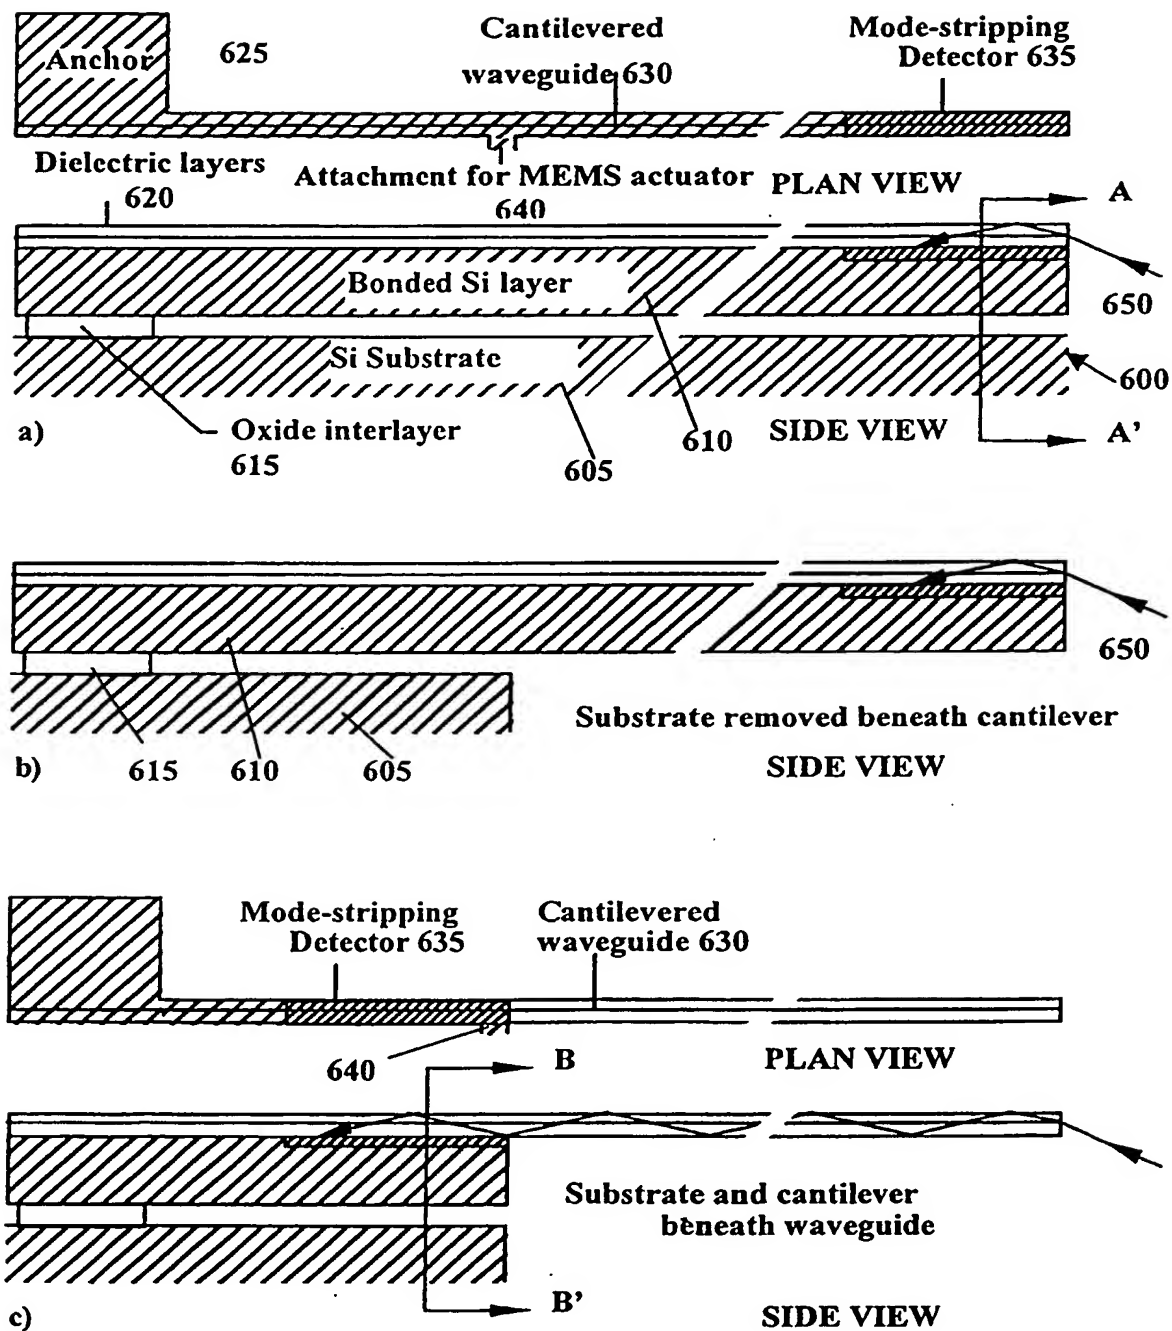 Anchor
625
Cantilevered
waveguide 630
Mode-stripping
Detector 635
Dielectric layers
620
Attachment for MEMS actuator
640
PLAN VIEW
A
Bonded Si layer
650
Si Substrate
600
a)
Oxide interlayer
615
605
610
SIDE VIEW
A'
650
Substrate removed beneath cantilever
b)
615
610
605
SIDE VIEW
Mode-stripping
Detector 635
Cantilevered
waveguide 630
640
B
PLAN VIEW
Substrate and cantilever
beneath waveguide
c)
B'
SIDE VIEW